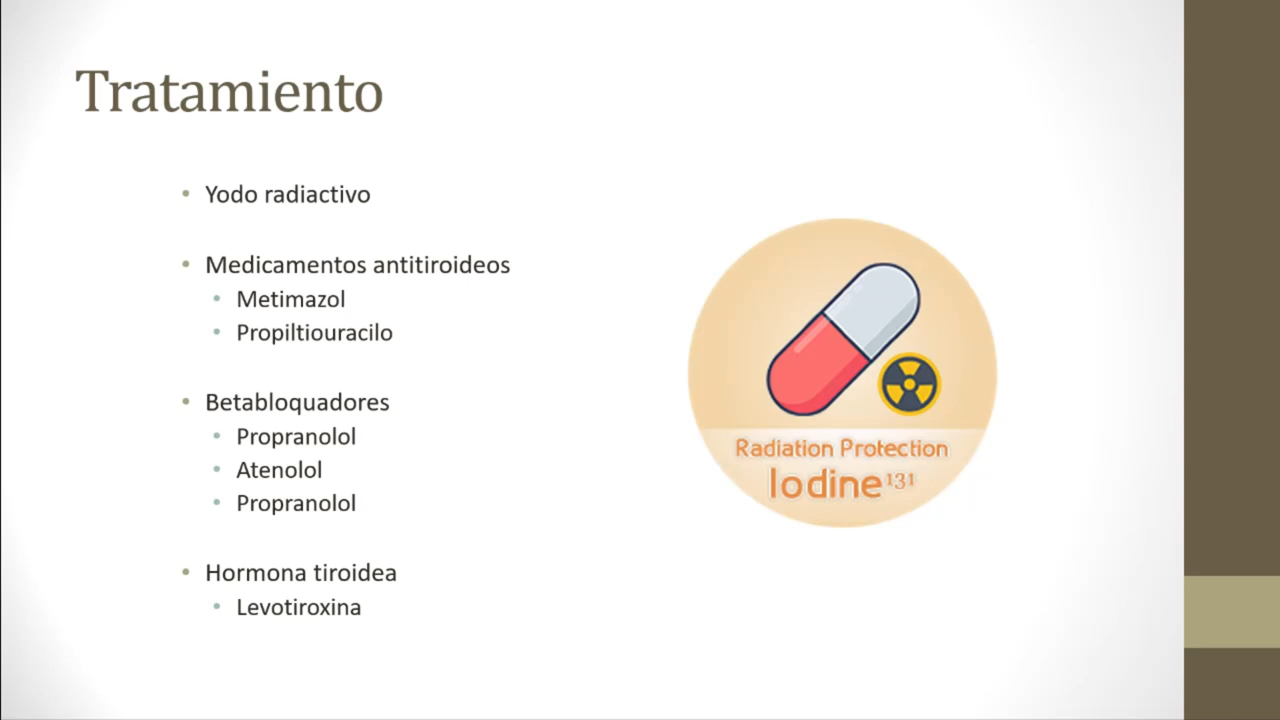 Tratamiento
• Yodo radiactivo
• Medicamentos antitiroideos
• Metimazol
• Propiltiouracilo
• Betabloquadores
• Propranolol
• Atenolol
• Propranolol
• Hormona tiroidea
• Levotiroxina
Radiation Protection
Iodine¹³¹